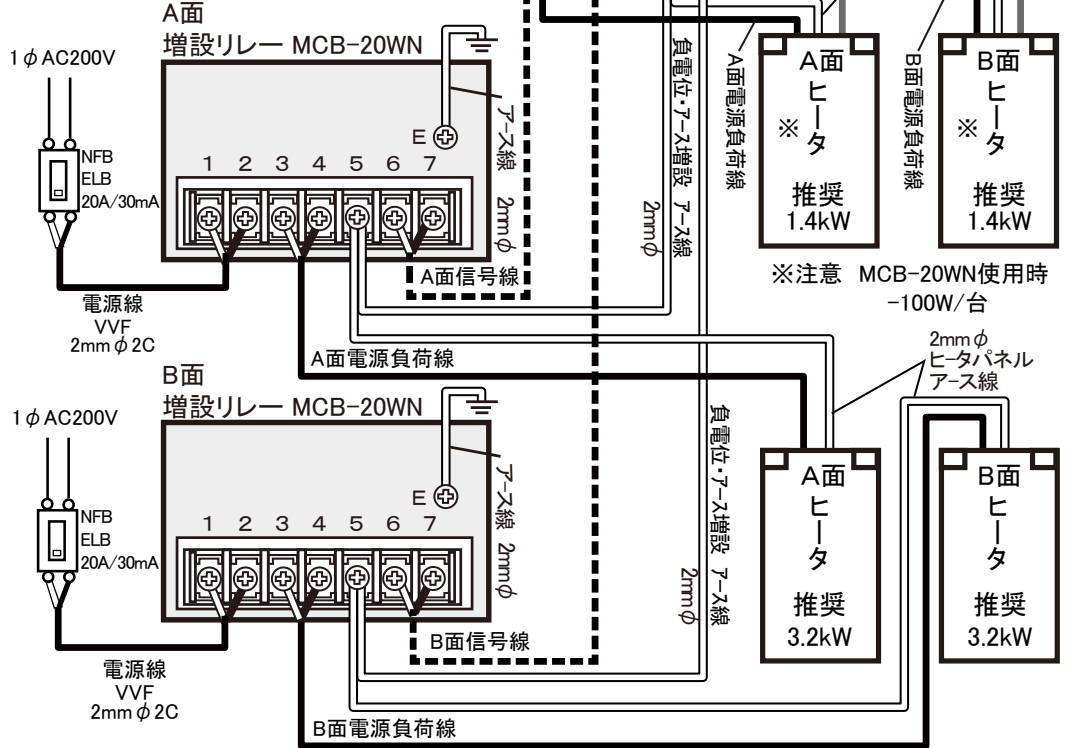 A面
増設リレー MCB-20WN
1φAC200V
NFB
ELB
20A/30mA
E
アース線 2mmφ
1 2 3 4 5 6 7
電源線
VVF
2mmφ2C
A面信号線
A面電源負荷線
負電位・アース増設 アース線
2mmφ
A面電源負荷線
A面
ヒータ
※
推奨
1.4kW
B面電源負荷線
B面
ヒータ
※
推奨
1.4kW
※注意 MCB-20WN使用時
-100W/台
2mmφ
ヒータパネル
アース線
B面
増設リレー MCB-20WN
1φAC200V
NFB
ELB
20A/30mA
E
アース線 2mmφ
1 2 3 4 5 6 7
電源線
VVF
2mmφ2C
B面信号線
B面電源負荷線
負電位・アース増設 アース線
2mmφ
A面
ヒータ
推奨
3.2kW
B面
ヒータ
推奨
3.2kW